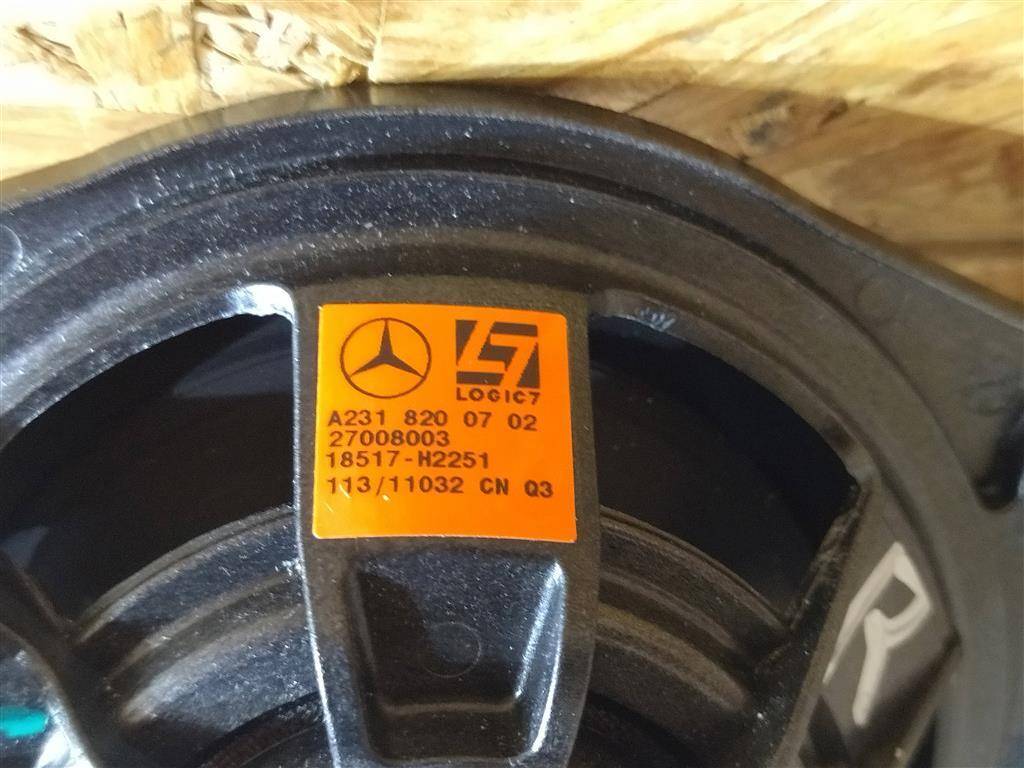 LOGIC7
A231 820 07 02
27008003
18517-H2251
113/11032 CN Q3
R